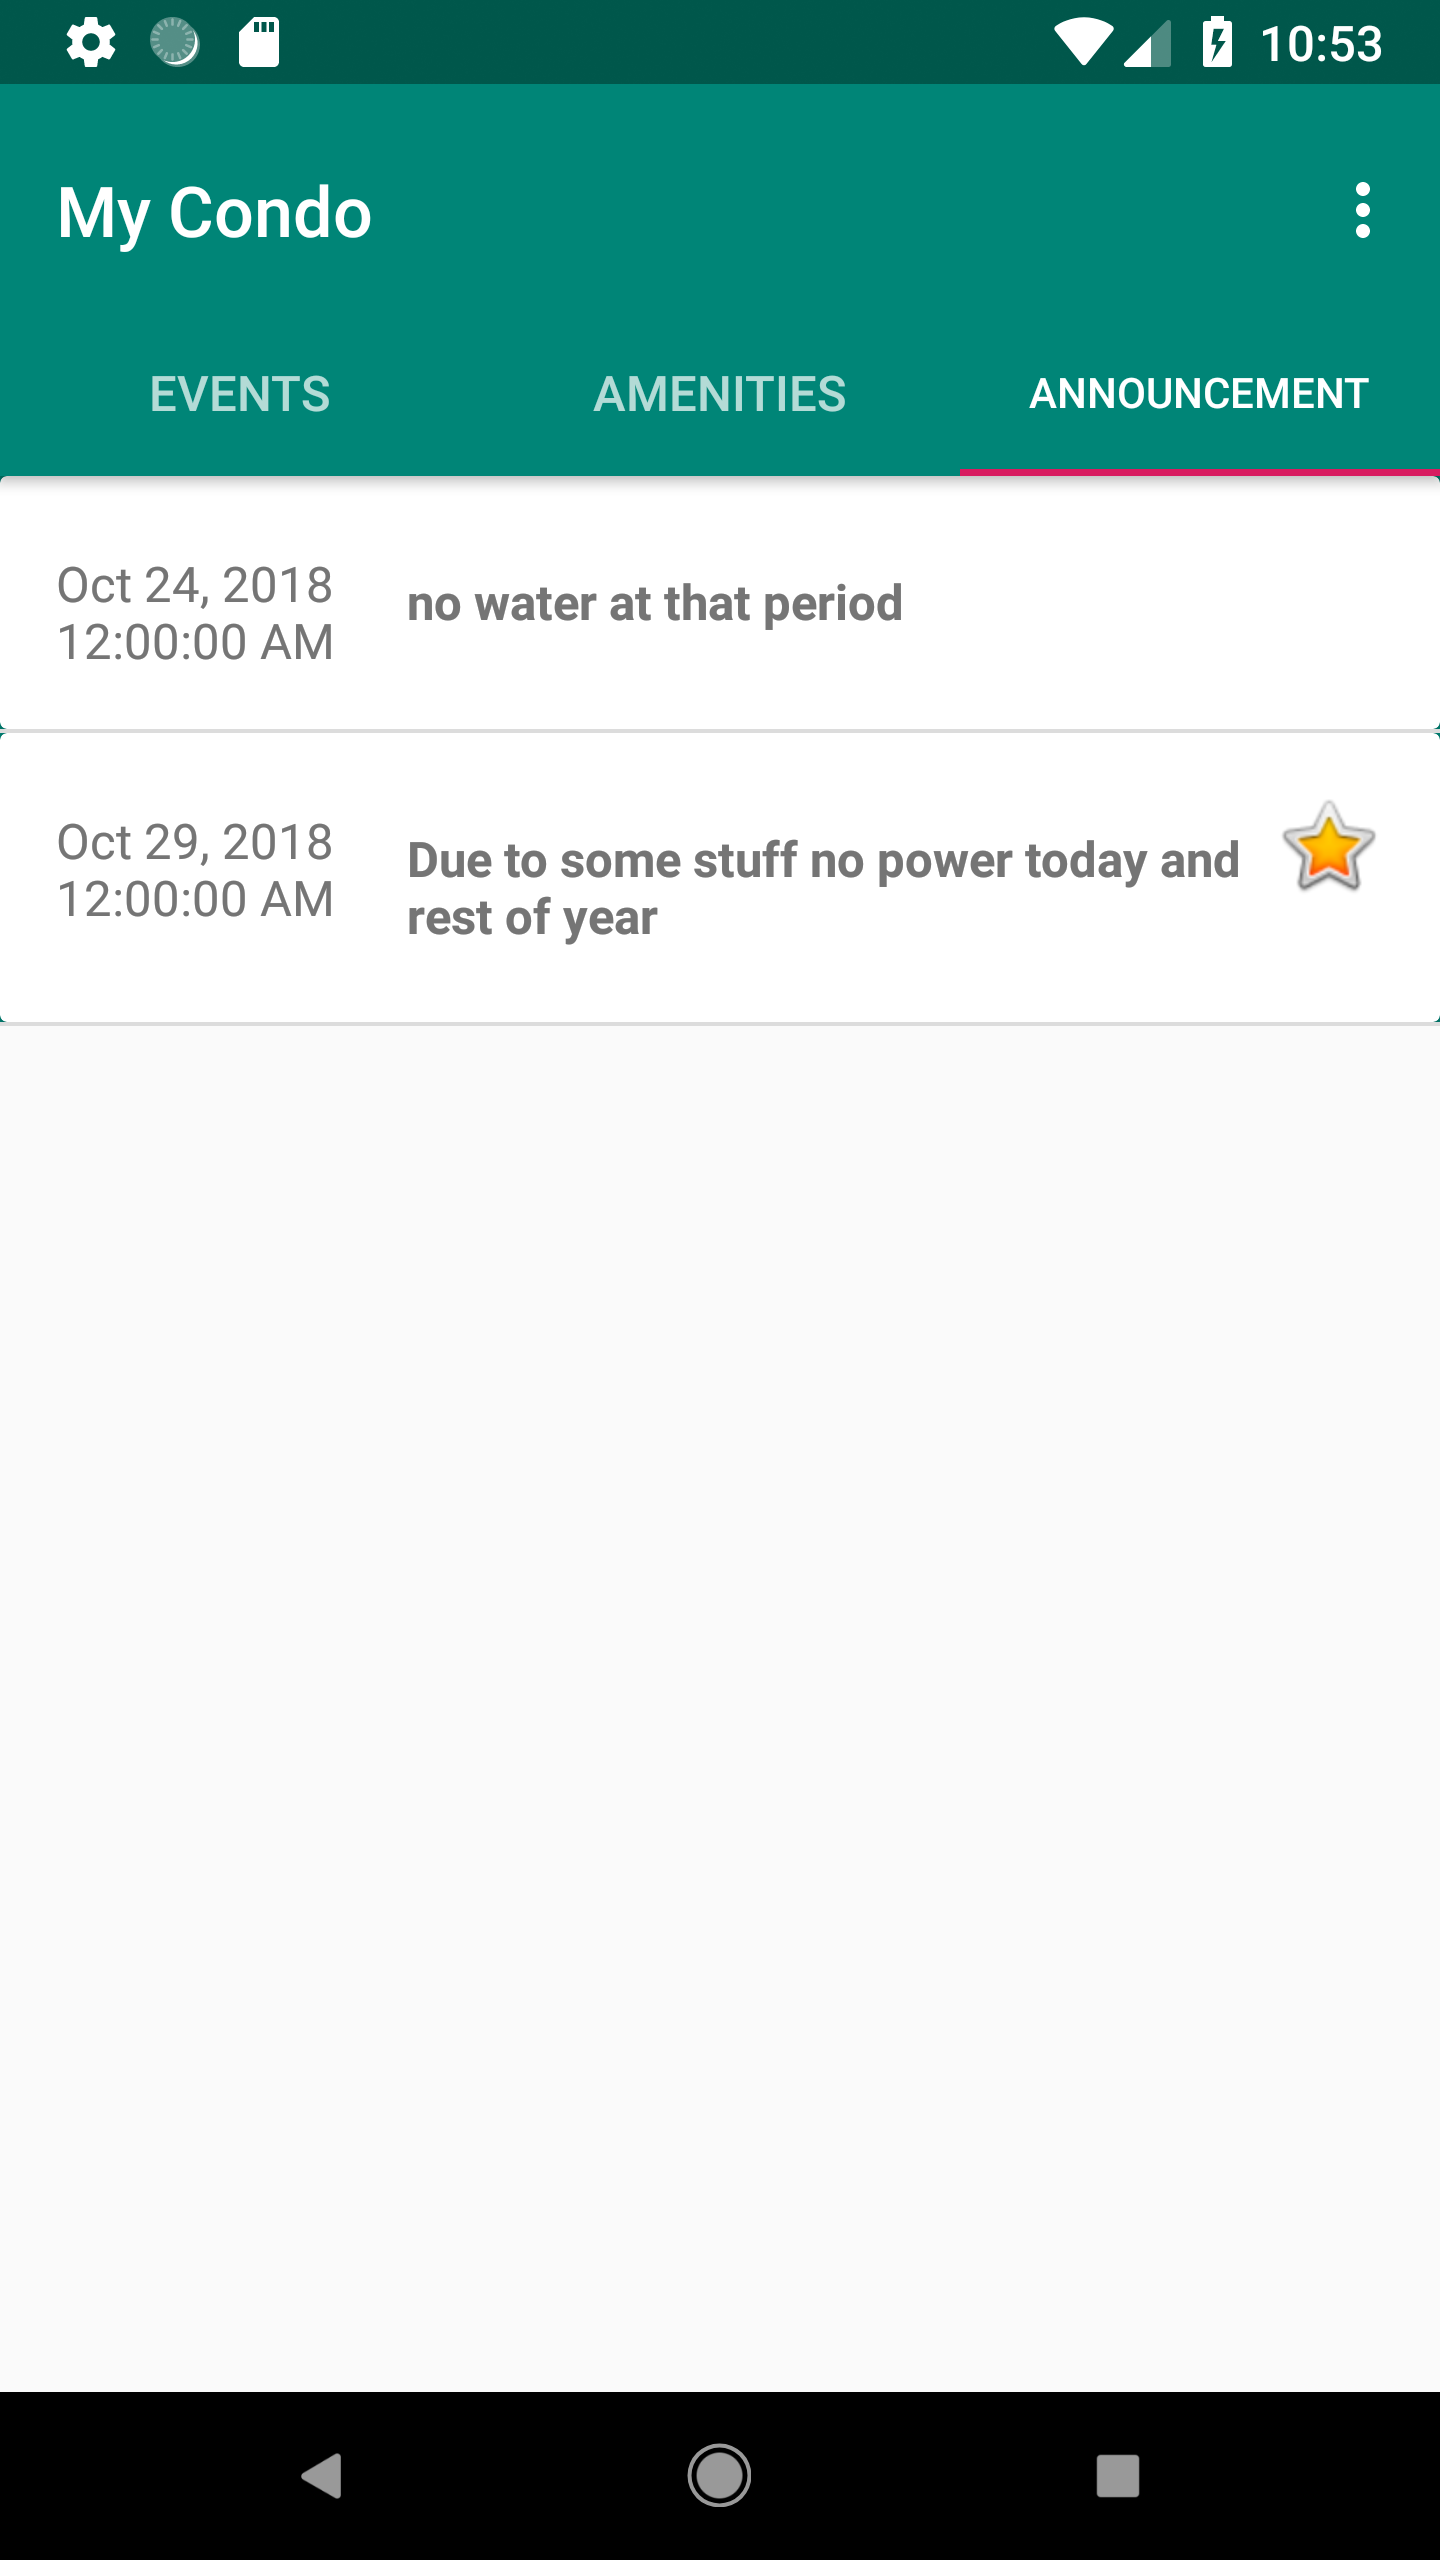 10:53
My Condo
EVENTS
AMENITIES
ANNOUNCEMENT
Oct 24, 2018
12:00:00 AM
no water at that period
Oct 29, 2018
12:00:00 AM
Due to some stuff no power today and
rest of year